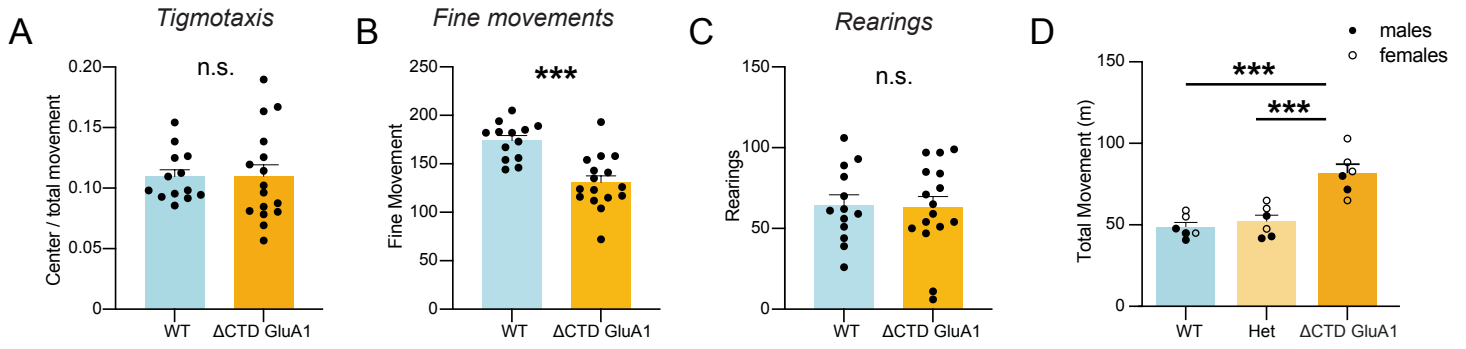 A
Tigmotaxis
n.s.
Center / total movement
0.20
0.15
0.10
0.05
0
WT
ΔCTD GluA1
B
Fine movements
***
Fine Movement
250
200
150
100
50
0
WT
ΔCTD GluA1
C
Rearings
n.s.
Rearings
150
100
50
0
WT
ΔCTD GluA1
D
males
females
***
***
Total Movement (m)
150
100
50
0
WT
Het
ΔCTD GluA1